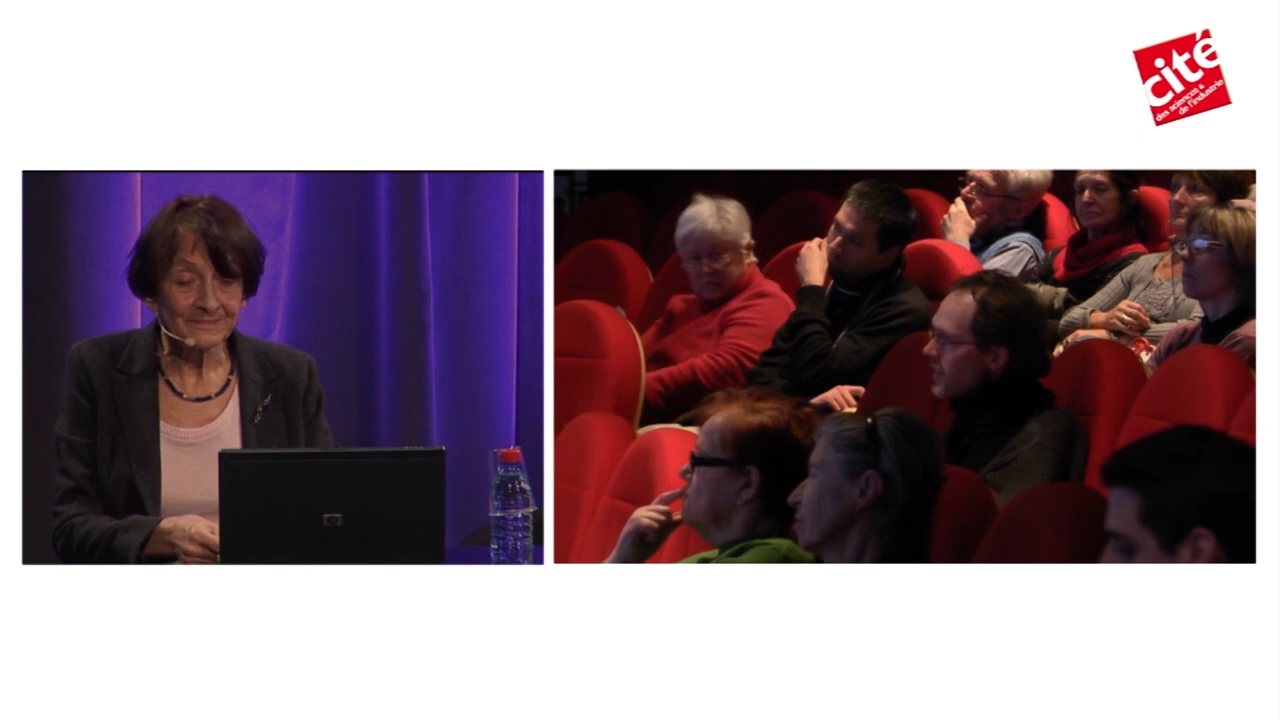 cité
des sciences &
de l'industrie